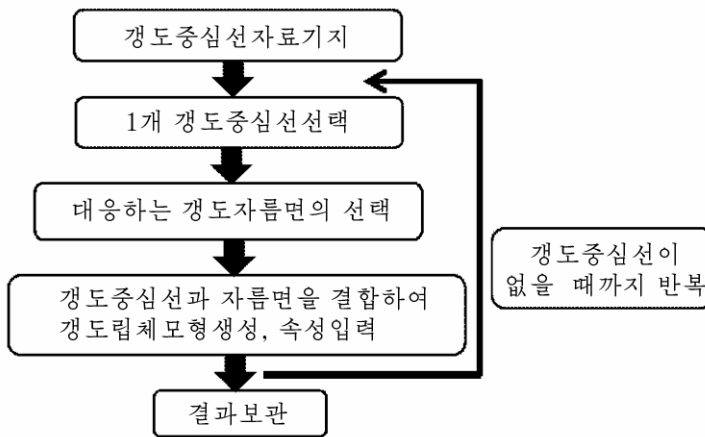 갱도중심선자료기지
1개 갱도중심선선택
대응하는 갱도자름면의 선택
갱도중심선과 자름면을 결합하여
갱도립체모형생성, 속성입력
결과보관
갱도중심선이
없을 때까지 반복